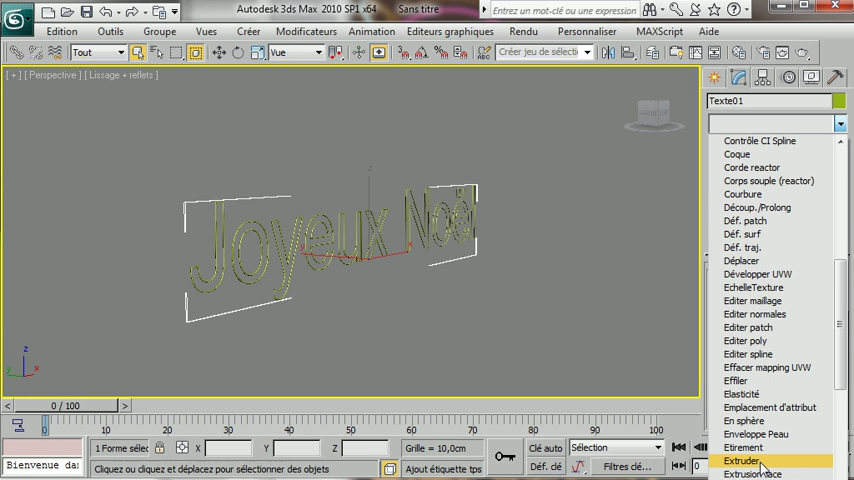 Autodesk 3ds Max 2010 SP1 x64 Sans titre
Entrez un mot-clé ou une expression
Edition Outils Groupe Vues Créer Modificateurs Animation Editeurs graphiques Rendu Personnaliser MAXScript Aide
Tout Vue Créer jeu de sélecti
[ + ] [ Perspective ] [ Lissage + reflets ]
Texte01
Contrôle CI Spline
Coque
Corde reactor
Corps souple (reactor)
Courbure
Découp./Prolong
Déf. patch
Déf. surf
Déf. traj.
Déplacer
Développer UVW
EchelleTexture
Editer maillage
Editer normales
Editer patch
Editer poly
Editer spline
Effacer mapping UVW
Effiler
Elasticité
Emplacement d'attribut
En sphère
Enveloppe Peau
Etirement
Extruder
Joyeux Noël
z
x
z
x
y
0 / 100
10 20 30 40 50 60 70 80 90 100
1 Forme sélec X: Y: Z: Grille = 10,0cm Clé auto Sélection
Bienvenue da Cliquez ou cliquez et déplacez pour sélectionner des objets Ajout étiquette tps Déf. clé Filtres clé... 0